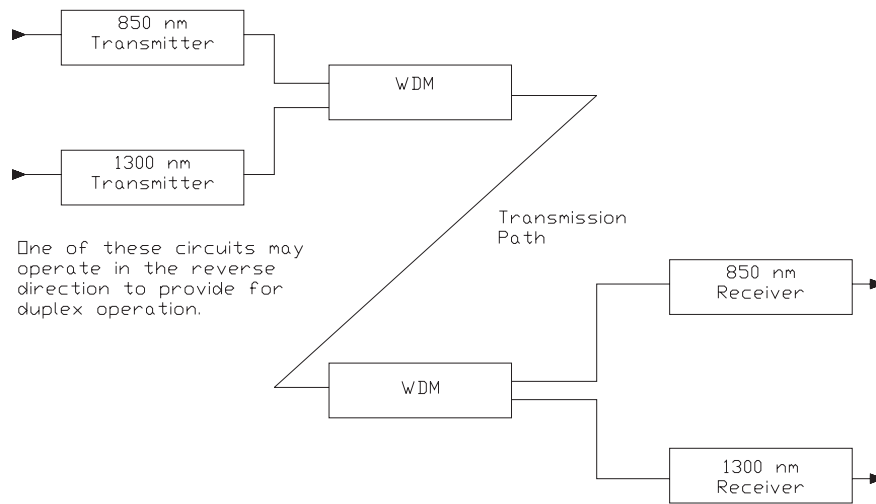 850 nm
Transmitter
WDM
1300 nm
Transmitter
Transmission
Path
One of these circuits may
operate in the reverse
direction to provide for
duplex operation.
850 nm
Receiver
WDM
1300 nm
Receiver